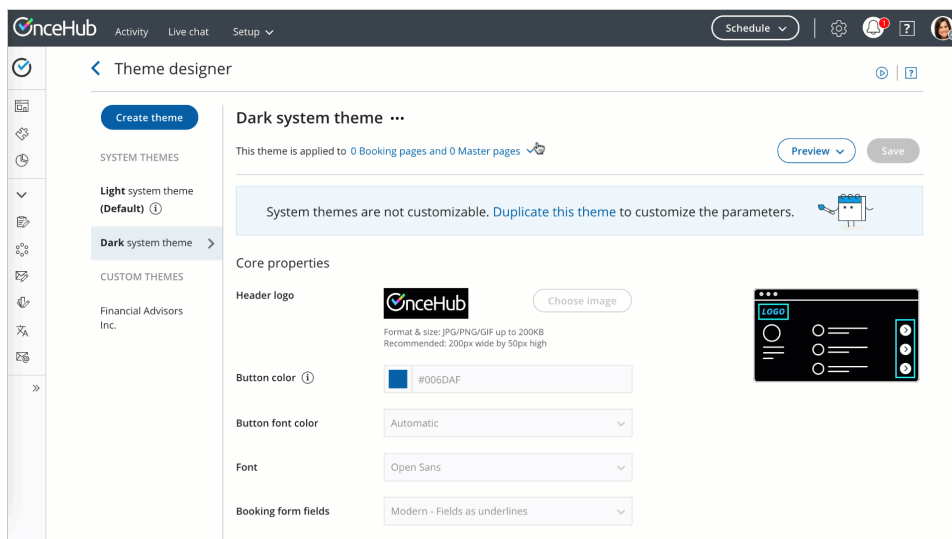 OnceHub Activity Live chat Setup Schedule 1 ?
Theme designer ?
Create theme
SYSTEM THEMES
Light system theme
(Default) i
Dark system theme
CUSTOM THEMES
Financial Advisors
Inc.
Dark system theme •••
This theme is applied to 0 Booking pages and 0 Master pages
Preview
Save
System themes are not customizable. Duplicate this theme to customize the parameters.
Core properties
Header logo
OnceHub
Choose image
Format & size: JPG/PNG/GIF up to 200KB
Recommended: 200px wide by 50px high
LOGO
Button color i
#006DAF
Button font color
Automatic
Font
Open Sans
Booking form fields
Modern - Fields as underlines